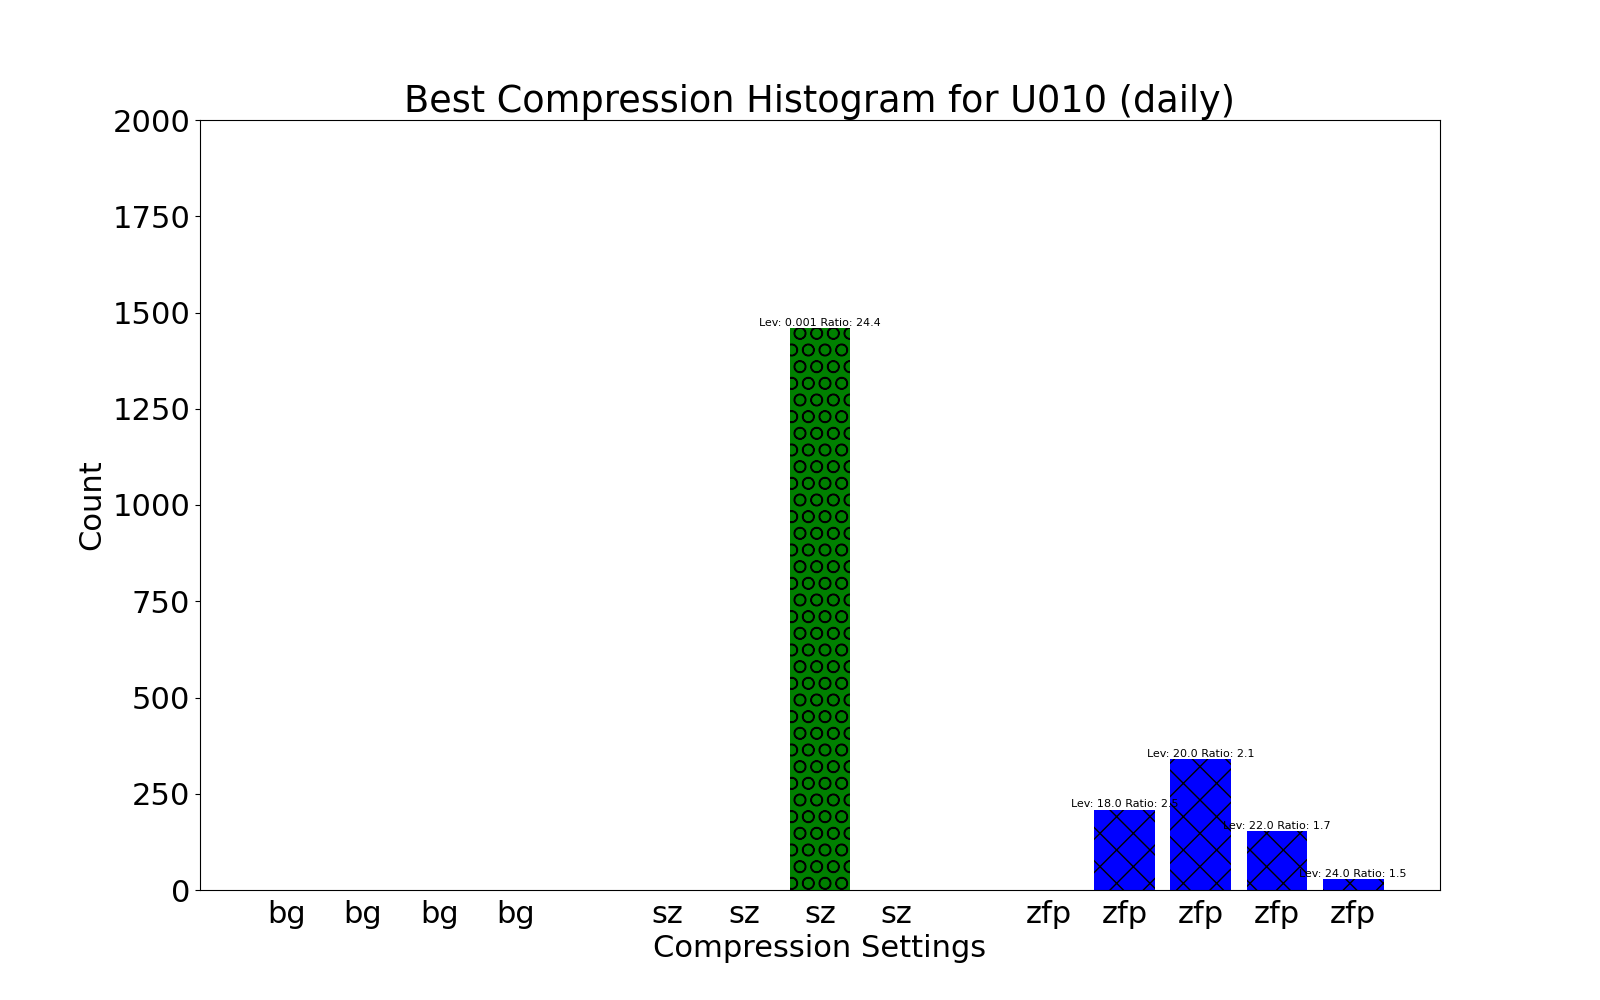 Best Compression Histogram for U010 (daily)
2000
1750
1500
1250
1000
750
500
250
0
Count
Lev: 0.001 Ratio: 24.4
Lev: 20.0 Ratio: 2.1
Lev: 18.0 Ratio:
Lev: 22.0 Ratio: 1.7
Lev: 24.0 Ratio: 1.5
bg bg bg bg sz sz sz sz zfp zfp zfp zfp zfp
Compression Settings